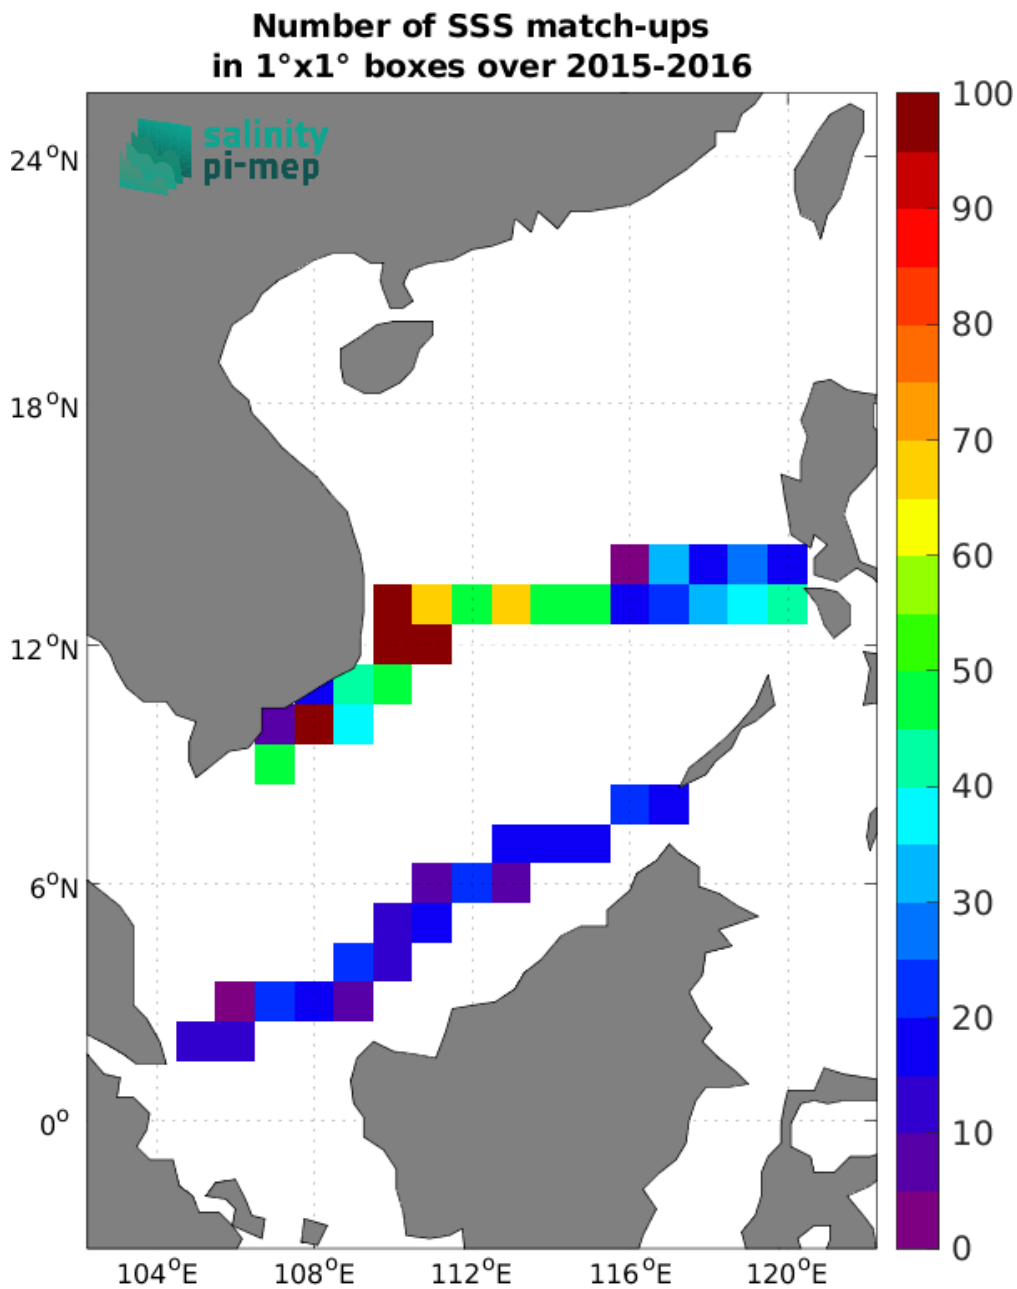 Number of SSS match-ups
in 1°x1° boxes over 2015-2016
salinity
pi-mep
24°N
18°N
12°N
6°N
0°
104°E 108°E 112°E 116°E 120°E
100
90
80
70
60
50
40
30
20
10
0